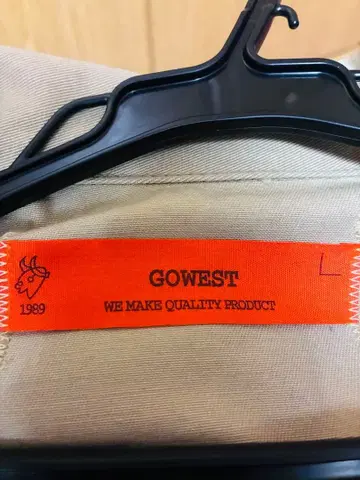 GOWEST
L
1989
WE MAKE QUALITY PRODUCT